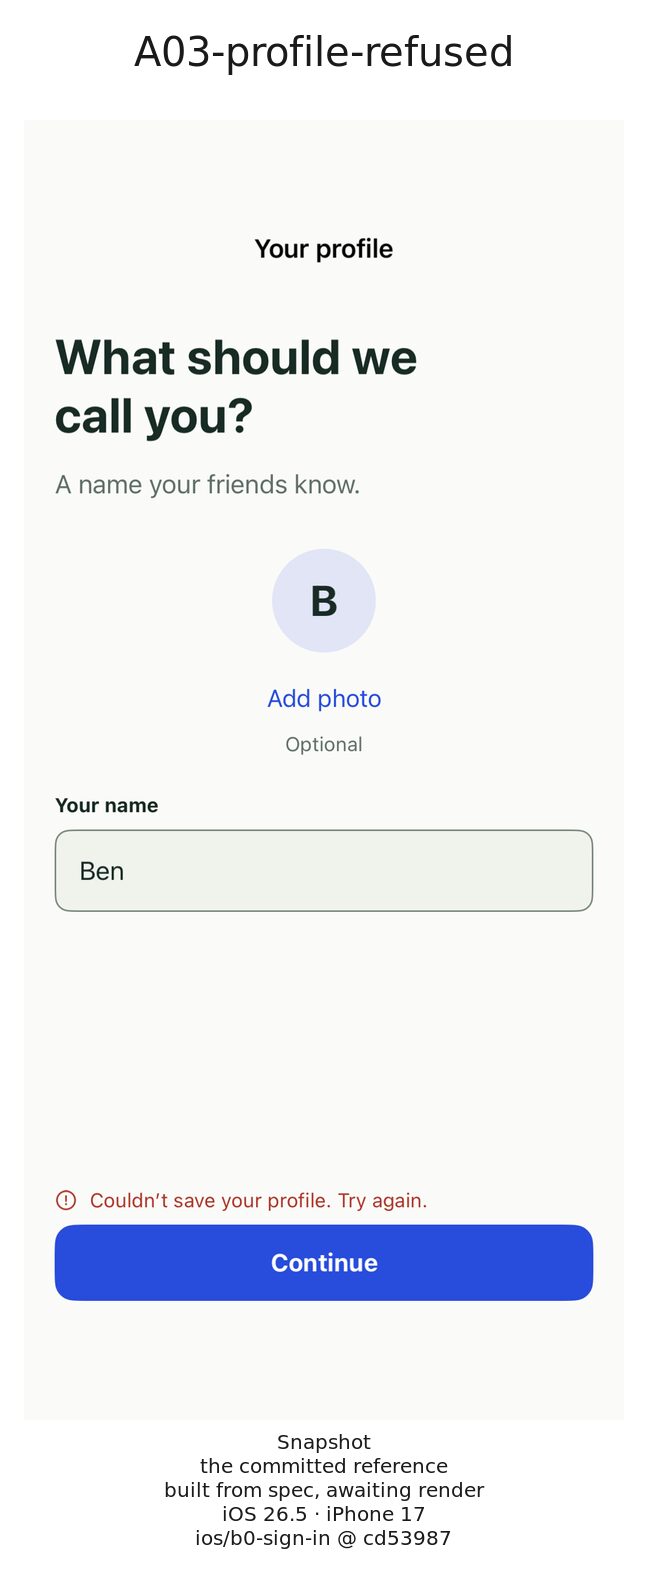 A03-profile-refused
Your profile
What should we
call you?
A name your friends know.
B
Add photo
Optional
Your name
Ben
Couldn’t save your profile. Try again.
Continue
Snapshot
the committed reference
built from spec, awaiting render
iOS 26.5 · iPhone 17
ios/b0-sign-in @ cd53987